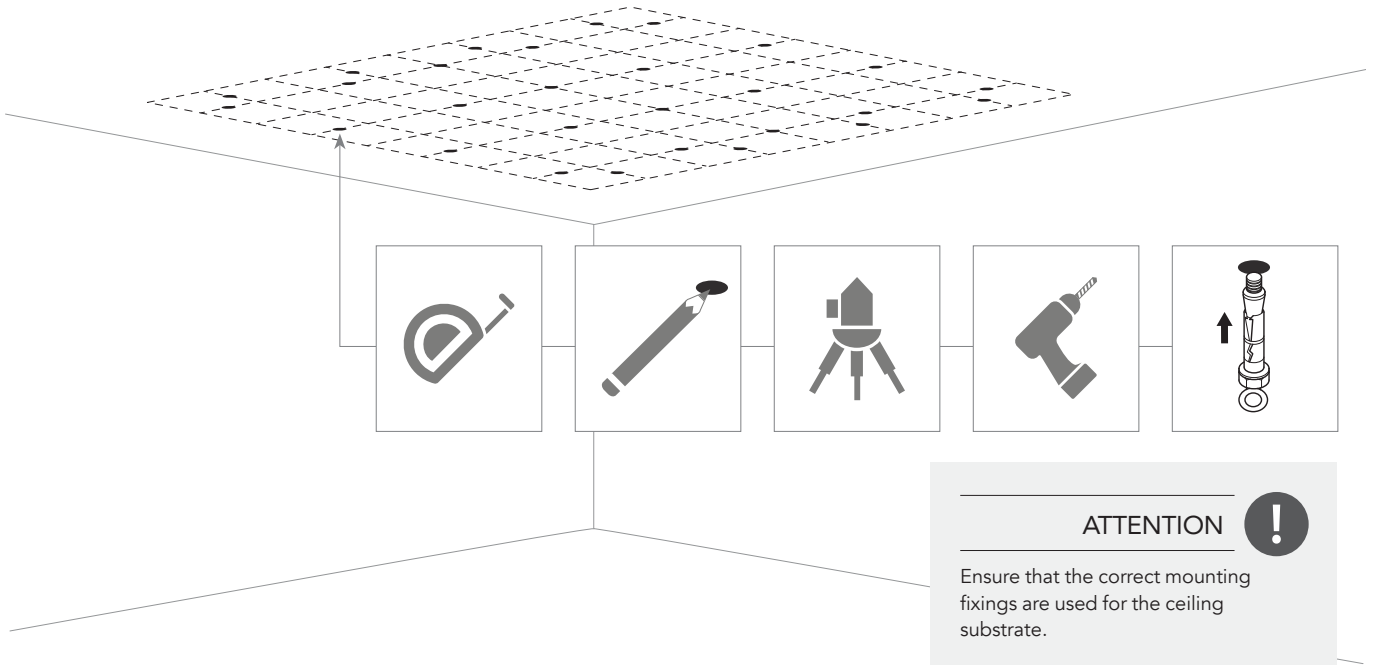 ATTENTION
!
Ensure that the correct mounting
fixings are used for the ceiling
substrate.